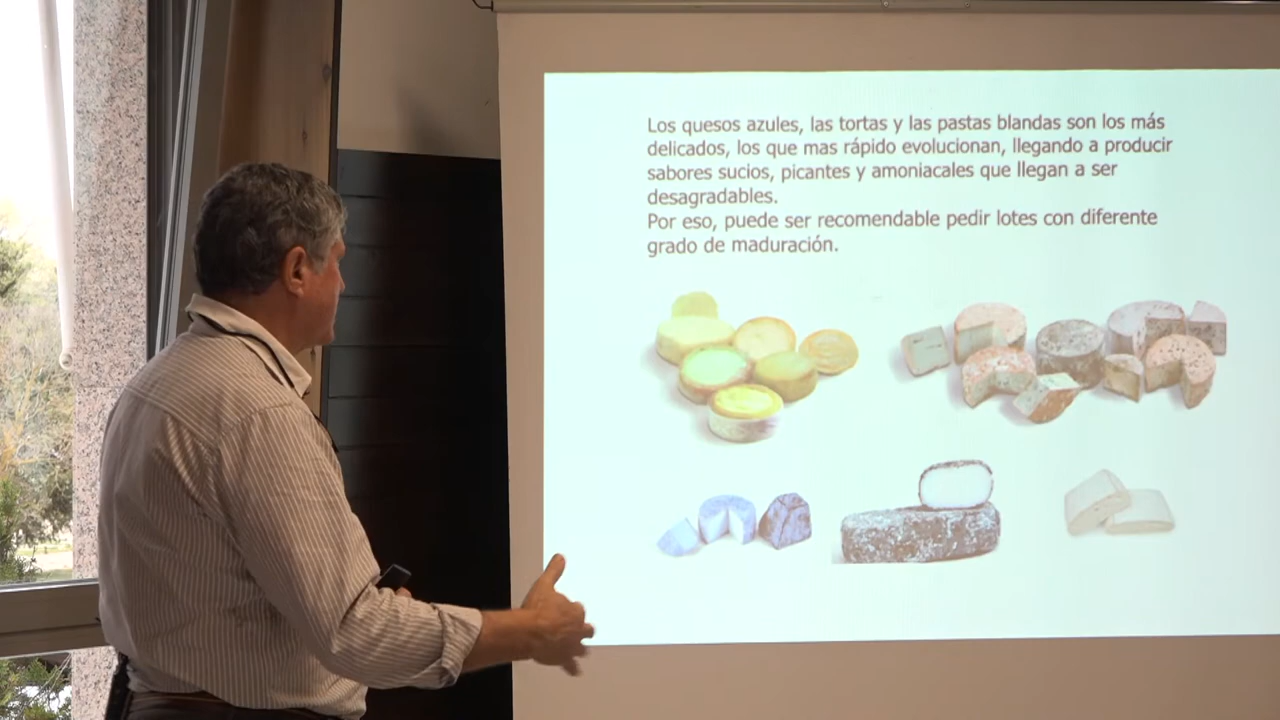 Los quesos azules, las tortas y las pastas blandas son los más
delicados, los que mas rápido evolucionan, llegando a producir
sabores sucios, picantes y amoniacales que llegan a ser
desagradables.
Por eso, puede ser recomendable pedir lotes con diferente
grado de maduración.